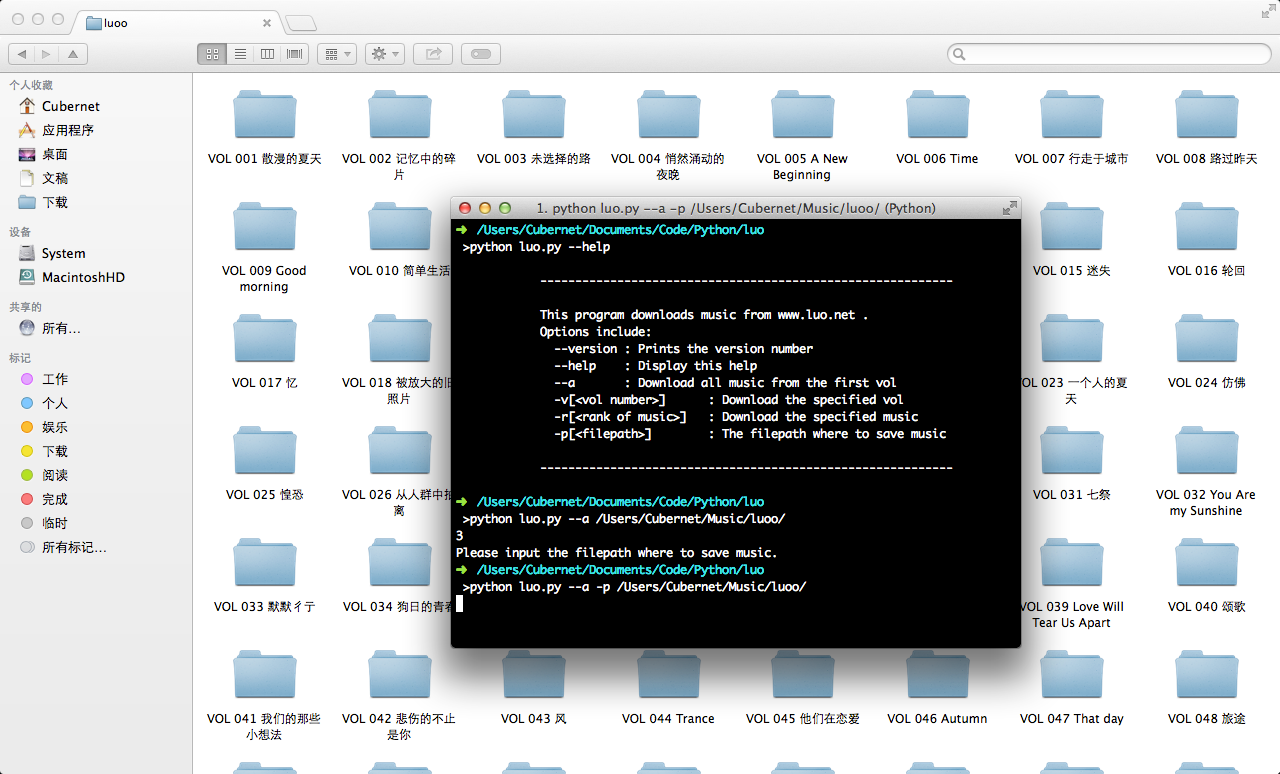 luoo
个人收藏
Cubernet
应用程序
桌面
文稿
下载
设备
System
MacintoshHD
共享的
所有…
标记
工作
个人
娱乐
下载
阅读
完成
临时
所有标记…
VOL 001 散漫的夏天
VOL 002 记忆中的碎
片
VOL 003 未选择的路
VOL 004 悄然涌动的
夜晚
VOL 005 A New
Beginning
VOL 006 Time
VOL 007 行走于城市
VOL 008 路过昨天
VOL 009 Good
morning
VOL 010 简单生活
VOL 015 迷失
VOL 016 轮回
VOL 017 忆
VOL 018 被放大的旧
照片
VOL 023 一个人的夏
天
VOL 024 仿佛
VOL 025 惶恐
VOL 026 从人群中抽
离
VOL 031 七祭
VOL 032 You Are
my Sunshine
VOL 033 默默彳亍
VOL 034 狗日的青春
VOL 039 Love Will
Tear Us Apart
VOL 040 颂歌
VOL 041 我们的那些
小想法
VOL 042 悲伤的不止
是你
VOL 043 风
VOL 044 Trance
VOL 045 他们在恋爱
VOL 046 Autumn
VOL 047 That day
VOL 048 旅途
1. python luo.py --a -p /Users/Cubernet/Music/luoo/ (Python)
➜ /Users/Cubernet/Documents/Code/Python/luo
>python luo.py --help
-----------------------------------------------------------
This program downloads music from www.luo.net .
Options include:
--version : Prints the version number
--help : Display this help
--a : Download all music from the first vol
-v[<vol number>] : Download the specified vol
-r[<rank of music>] : Download the specified music
-p[<filepath>] : The filepath where to save music
-----------------------------------------------------------
➜ /Users/Cubernet/Documents/Code/Python/luo
>python luo.py --a /Users/Cubernet/Music/luoo/
3
Please input the filepath where to save music.
➜ /Users/Cubernet/Documents/Code/Python/luo
>python luo.py --a -p /Users/Cubernet/Music/luoo/